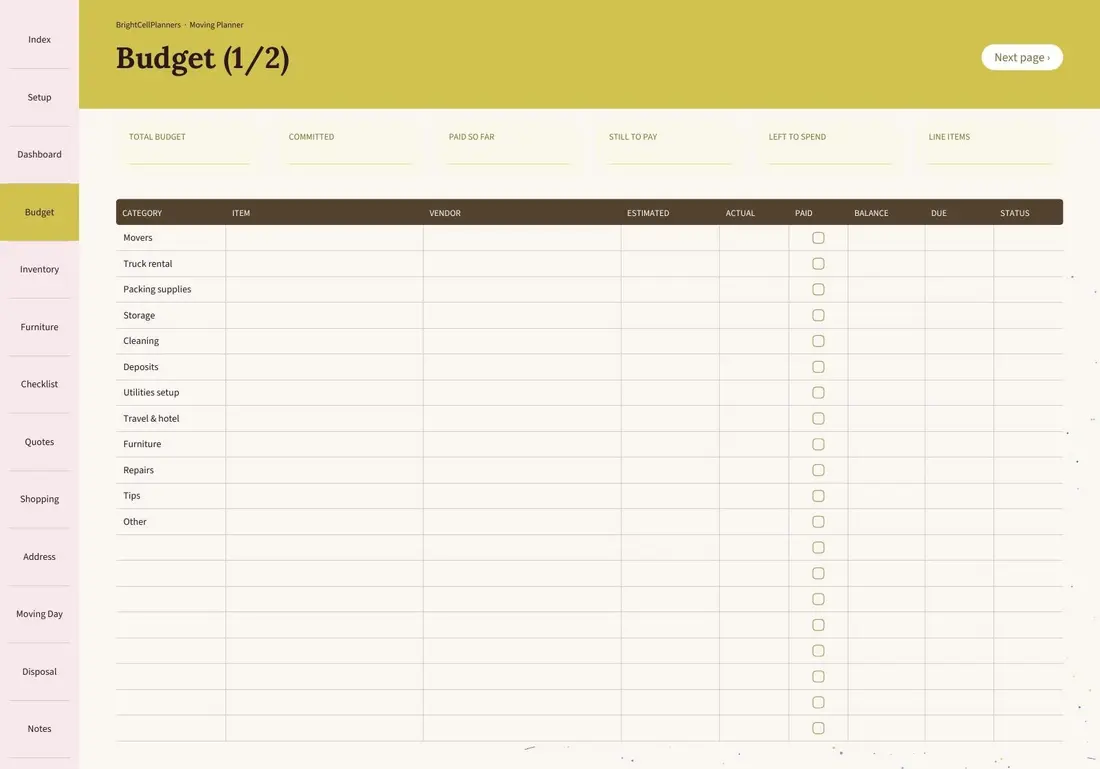 Index
Setup
Dashboard
Budget
Inventory
Furniture
Checklist
Quotes
Shopping
Address
Moving Day
Disposal
Notes
BrightCellPlanners · Moving Planner
Budget (1/2)
Next page ›
TOTAL BUDGET COMMITTED PAID SO FAR STILL TO PAY LEFT TO SPEND LINE ITEMS
CATEGORY ITEM VENDOR ESTIMATED ACTUAL PAID BALANCE DUE STATUS
Movers
Truck rental
Packing supplies
Storage
Cleaning
Deposits
Utilities setup
Travel & hotel
Furniture
Repairs
Tips
Other